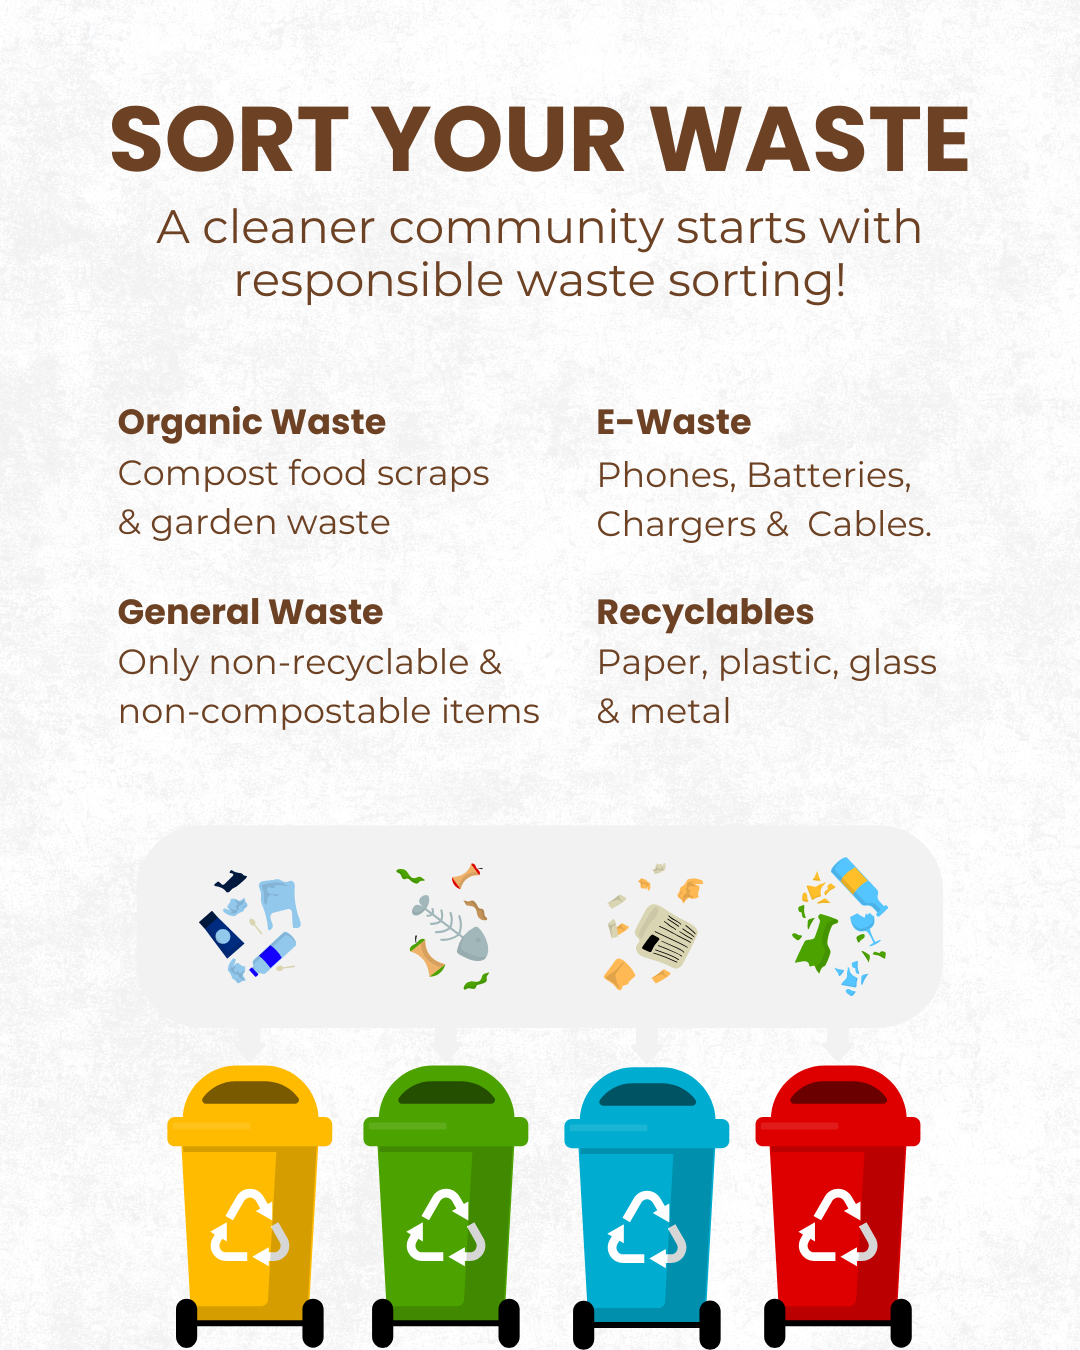 SORT YOUR WASTE
A cleaner community starts with
responsible waste sorting!
Organic Waste
Compost food scraps
& garden waste
E-Waste
Phones, Batteries,
Chargers &  Cables.
General Waste
Only non-recyclable &
non-compostable items
Recyclables
Paper, plastic, glass
& metal